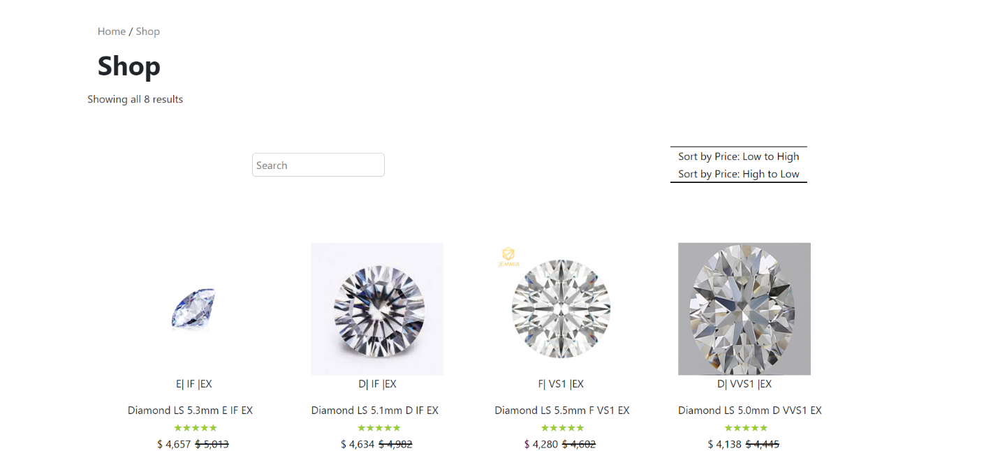 Home / Shop
Shop
Showing all 8 results
Search
Sort by Price: Low to High
Sort by Price: High to Low
JEMMIA
E| IF |EX
D| IF |EX
F| VS1 |EX
D| VVS1 |EX
Diamond LS 5.3mm E IF EX
Diamond LS 5.1mm D IF EX
Diamond LS 5.5mm F VS1 EX
Diamond LS 5.0mm D VVS1 EX
$ 4,657 $ 5,013
$ 4,634 $ 4,982
$ 4,280 $ 4,602
$ 4,138 $ 4,445